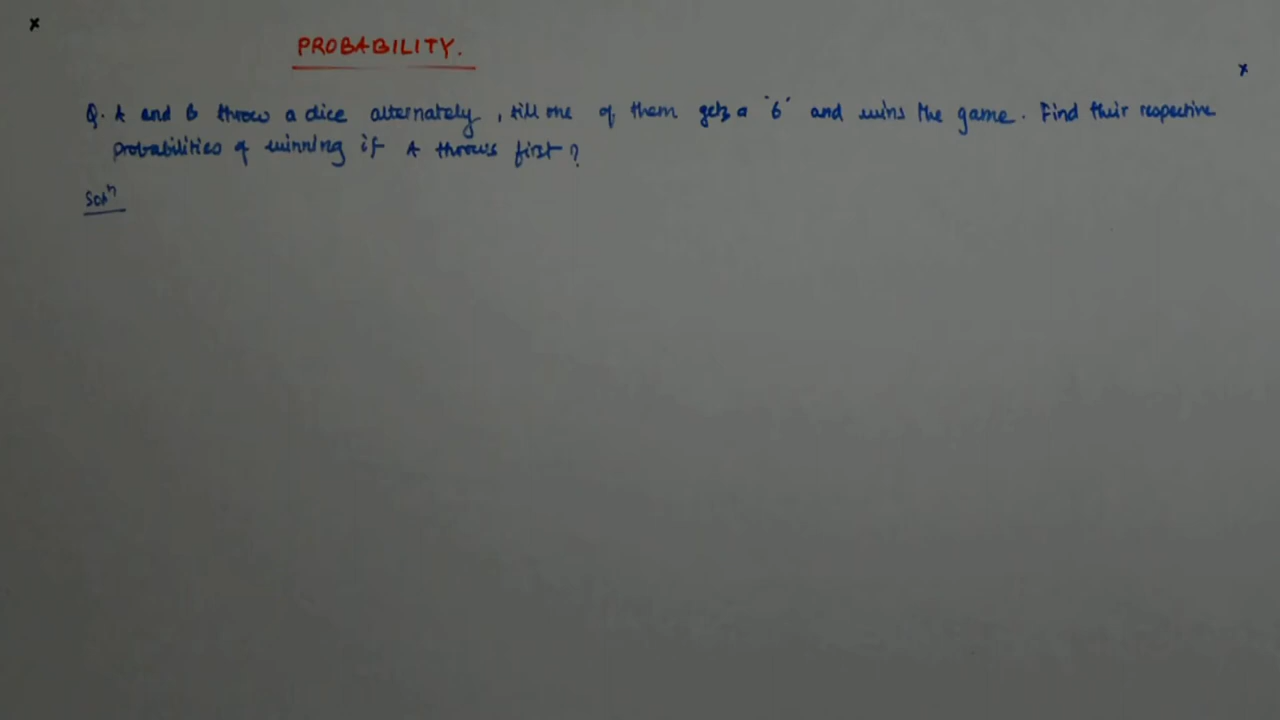 x
PROBABILITY.
x
Q. A and B throw a dice alternately, till one of them gets a '6' and wins the game. Find their respective
probabilities of winning if A throws first?
Solⁿ